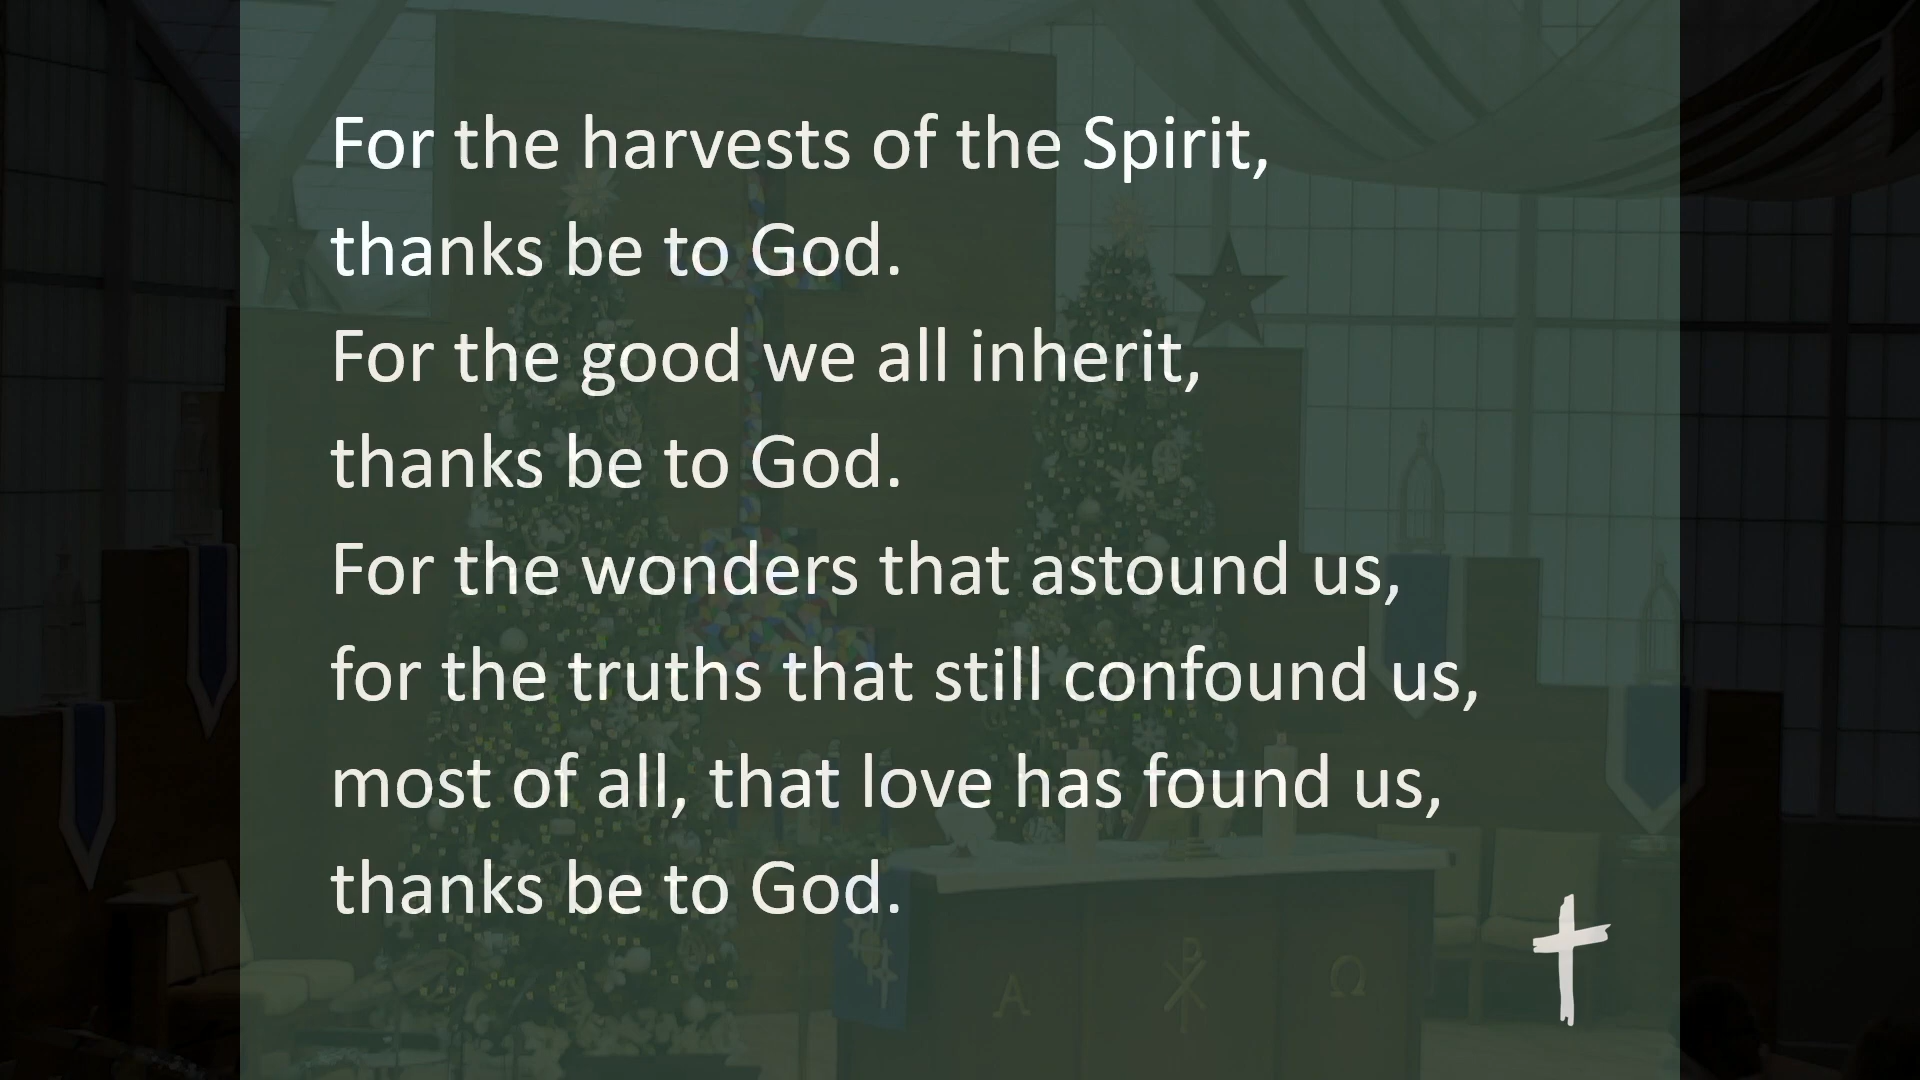 For the harvests of the Spirit,
thanks be to God.
For the good we all inherit,
thanks be to God.
For the wonders that astound us,
for the truths that still confound us,
most of all, that love has found us,
thanks be to God.
Α ☧ Ω